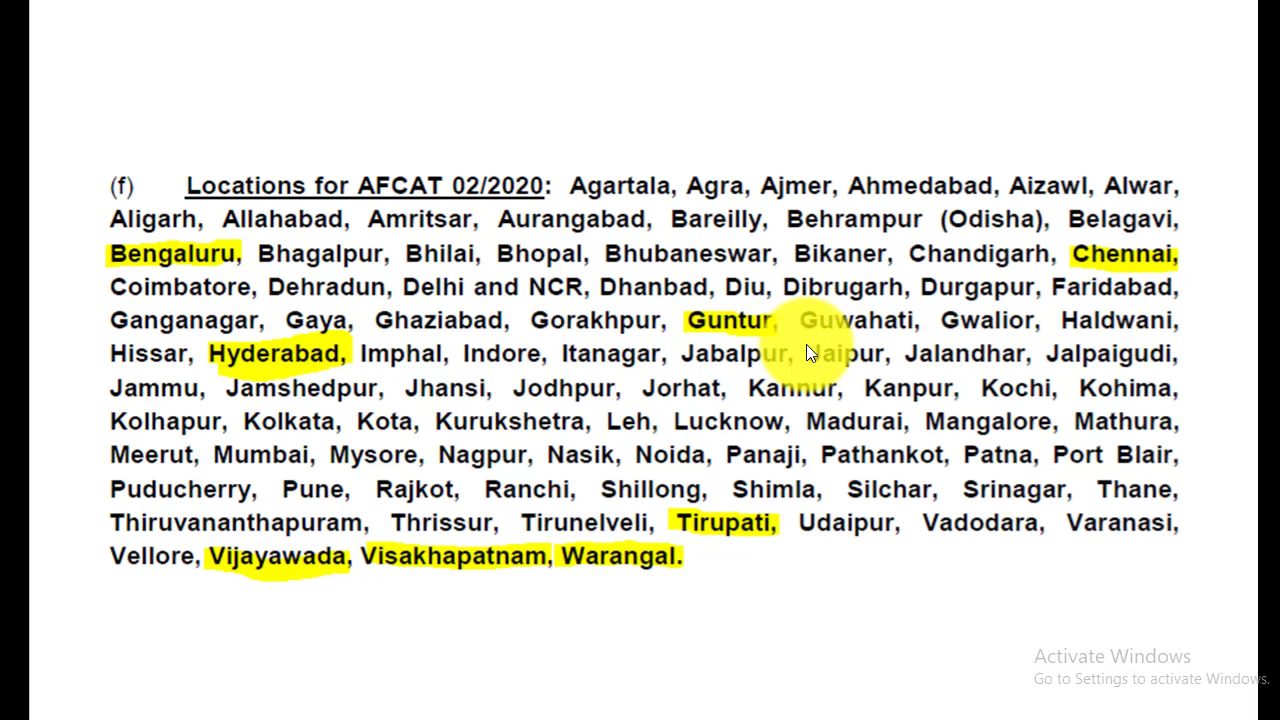 (f) Locations for AFCAT 02/2020: Agartala, Agra, Ajmer, Ahmedabad, Aizawl, Alwar,
Aligarh, Allahabad, Amritsar, Aurangabad, Bareilly, Behrampur (Odisha), Belagavi,
Bengaluru, Bhagalpur, Bhilai, Bhopal, Bhubaneswar, Bikaner, Chandigarh, Chennai,
Coimbatore, Dehradun, Delhi and NCR, Dhanbad, Diu, Dibrugarh, Durgapur, Faridabad,
Ganganagar, Gaya, Ghaziabad, Gorakhpur, Guntur, Guwahati, Gwalior, Haldwani,
Hissar, Hyderabad, Imphal, Indore, Itanagar, Jabalpur, Jaipur, Jalandhar, Jalpaigudi,
Jammu, Jamshedpur, Jhansi, Jodhpur, Jorhat, Kannur, Kanpur, Kochi, Kohima,
Kolhapur, Kolkata, Kota, Kurukshetra, Leh, Lucknow, Madurai, Mangalore, Mathura,
Meerut, Mumbai, Mysore, Nagpur, Nasik, Noida, Panaji, Pathankot, Patna, Port Blair,
Puducherry, Pune, Rajkot, Ranchi, Shillong, Shimla, Silchar, Srinagar, Thane,
Thiruvananthapuram, Thrissur, Tirunelveli, Tirupati, Udaipur, Vadodara, Varanasi,
Vellore, Vijayawada, Visakhapatnam, Warangal.
Activate Windows
Go to Settings to activate Windows.